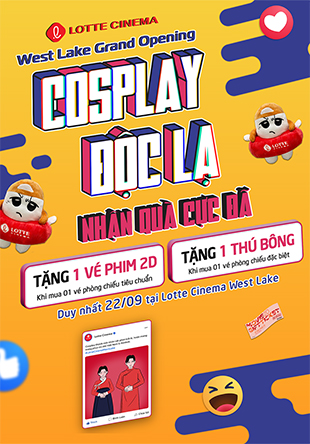 LOTTE CINEMA
West Lake Grand Opening
COSPLAY
ĐỘC LẠ
NHẬN QUÀ CỰC ĐÃ
TẶNG 1 VÉ PHIM 2D
Khi mua 01 vé phòng chiếu tiêu chuẩn
TẶNG 1 THÚ BÔNG
Khi mua 01 vé phòng chiếu đặc biệt
Duy nhất 22/09 tại Lotte Cinema West Lake
LOTTE
LOTTE
Lotte Cinema